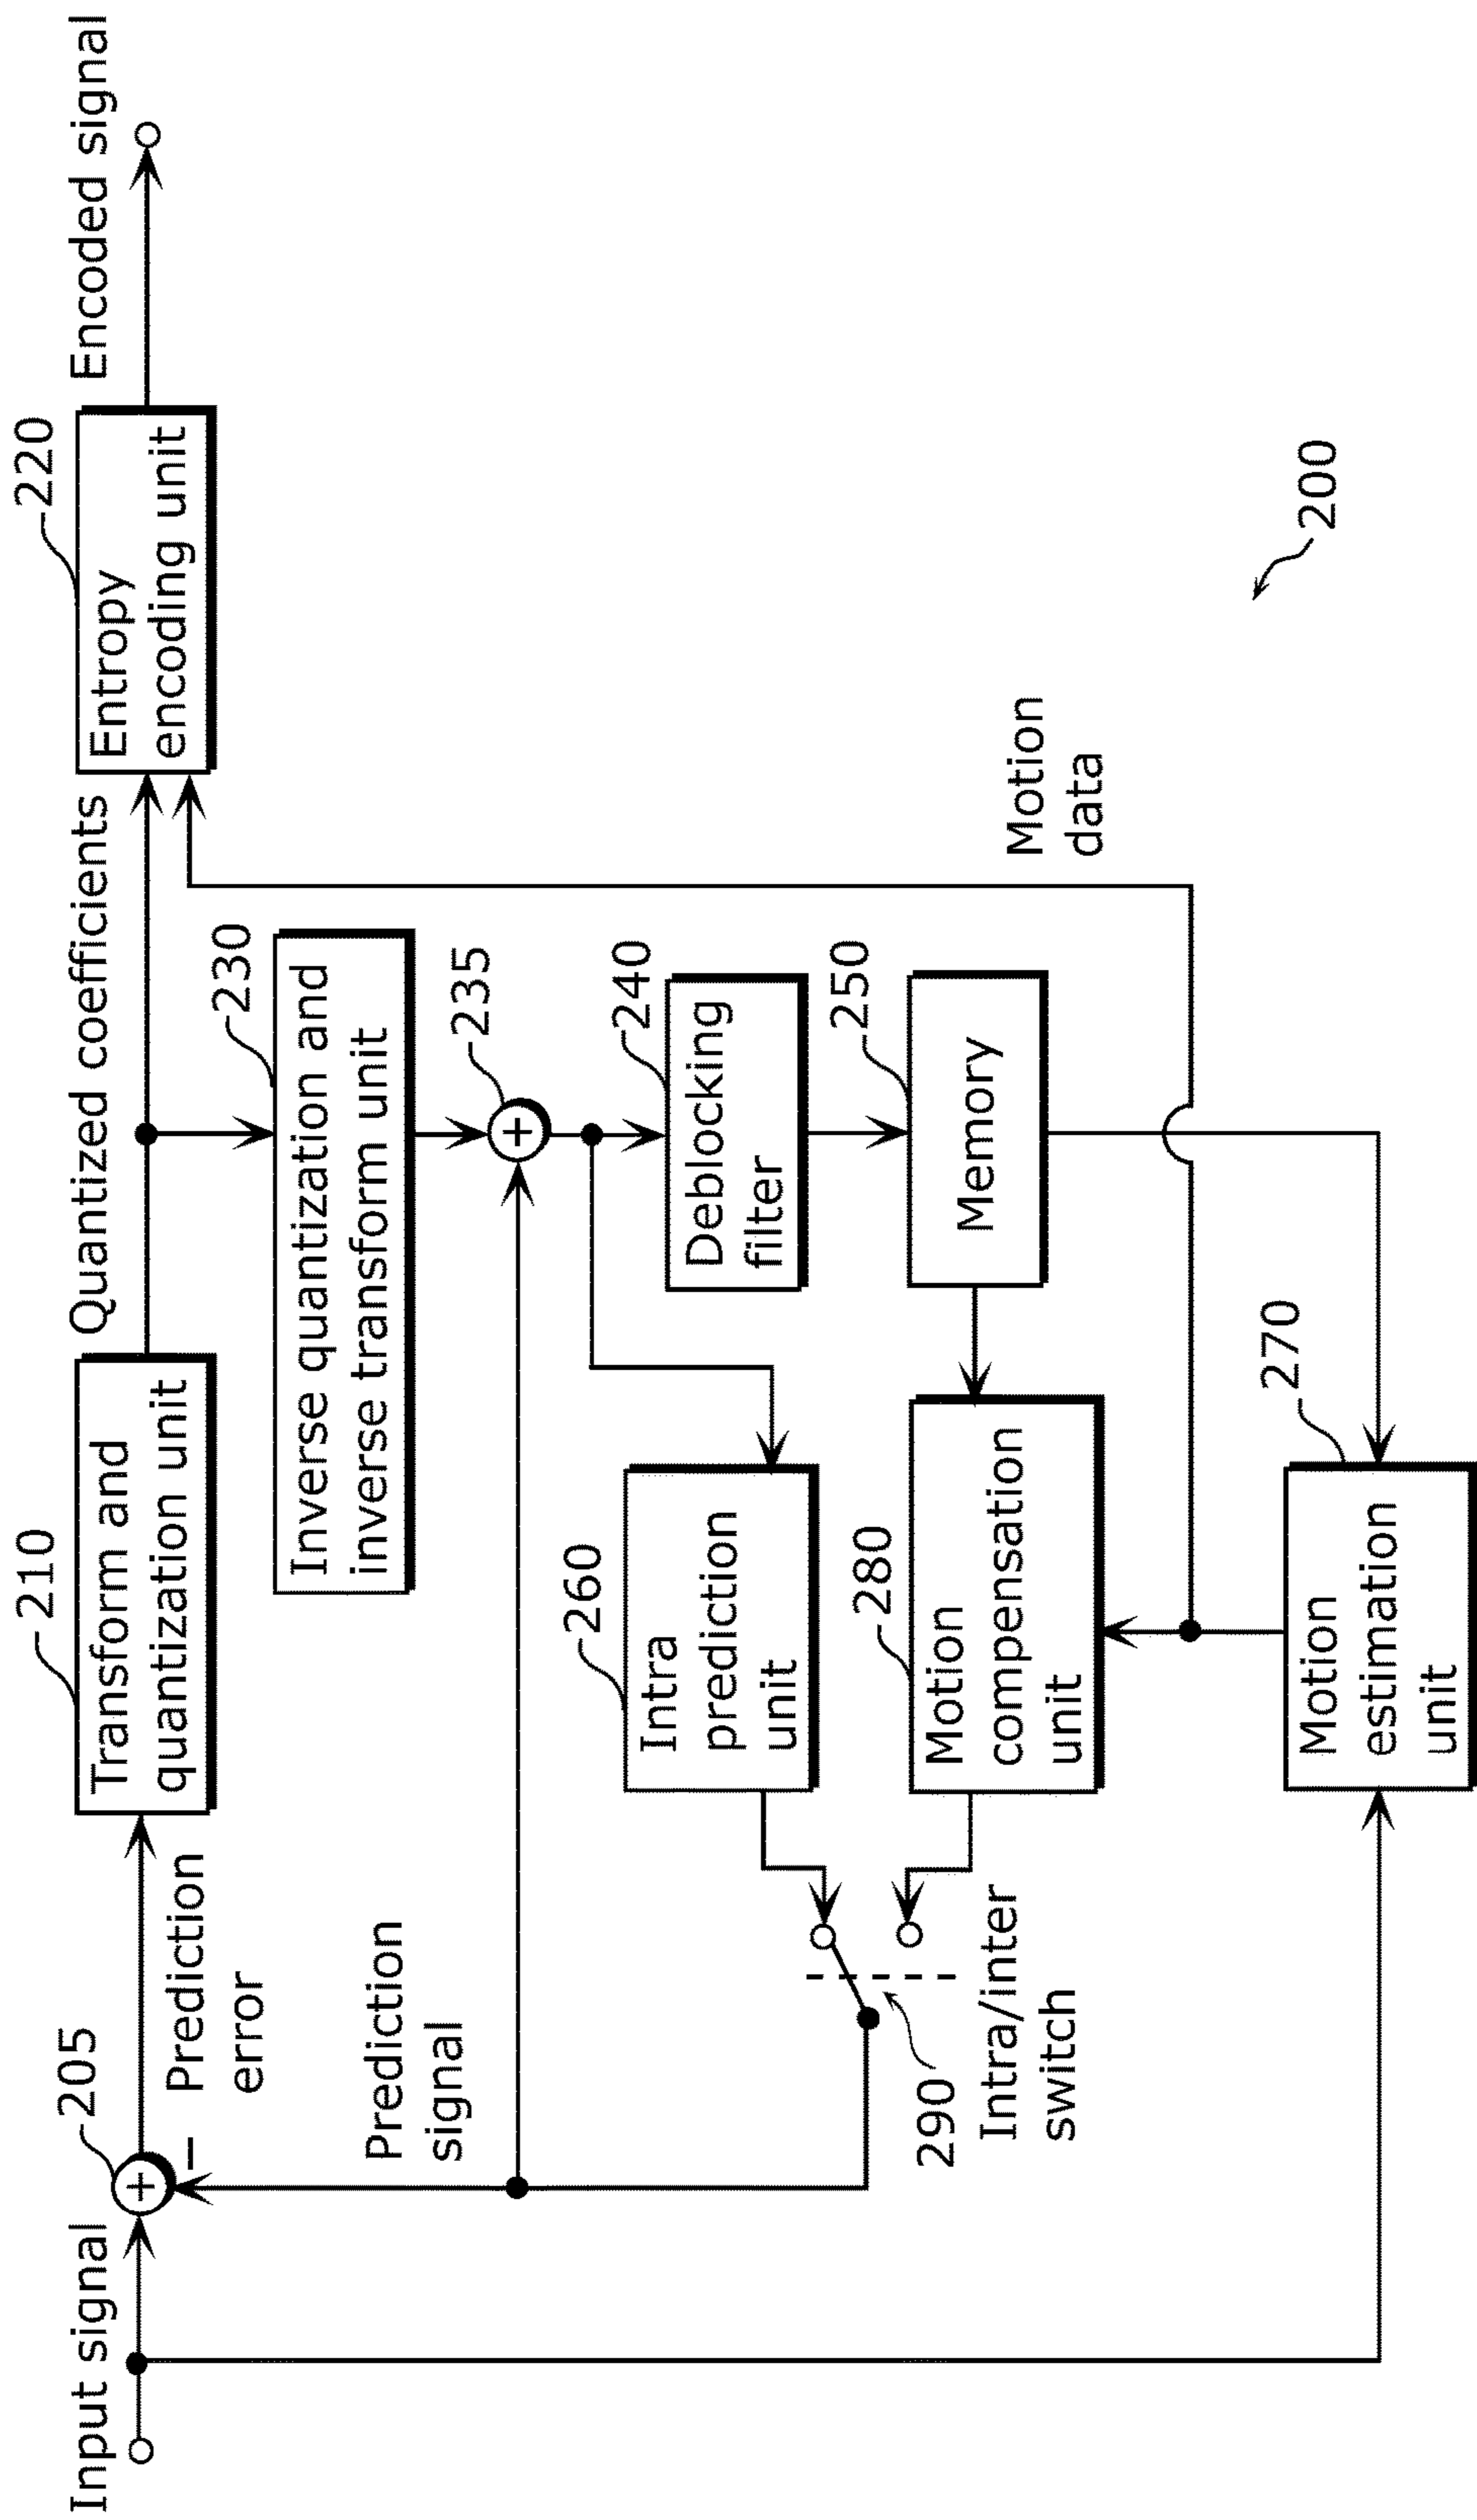 Input signal
205
−
Prediction
error
210
Transform and
quantization unit
Quantized coefficients
220
Entropy
encoding unit
Encoded signal
230
Inverse quantization and
inverse transform unit
Prediction
signal
235
+
+
260
Intra
prediction
unit
240
Deblocking
filter
290
Intra/inter
switch
280
Motion
compensation
unit
250
Memory
Motion
data
270
Motion
estimation
unit
200